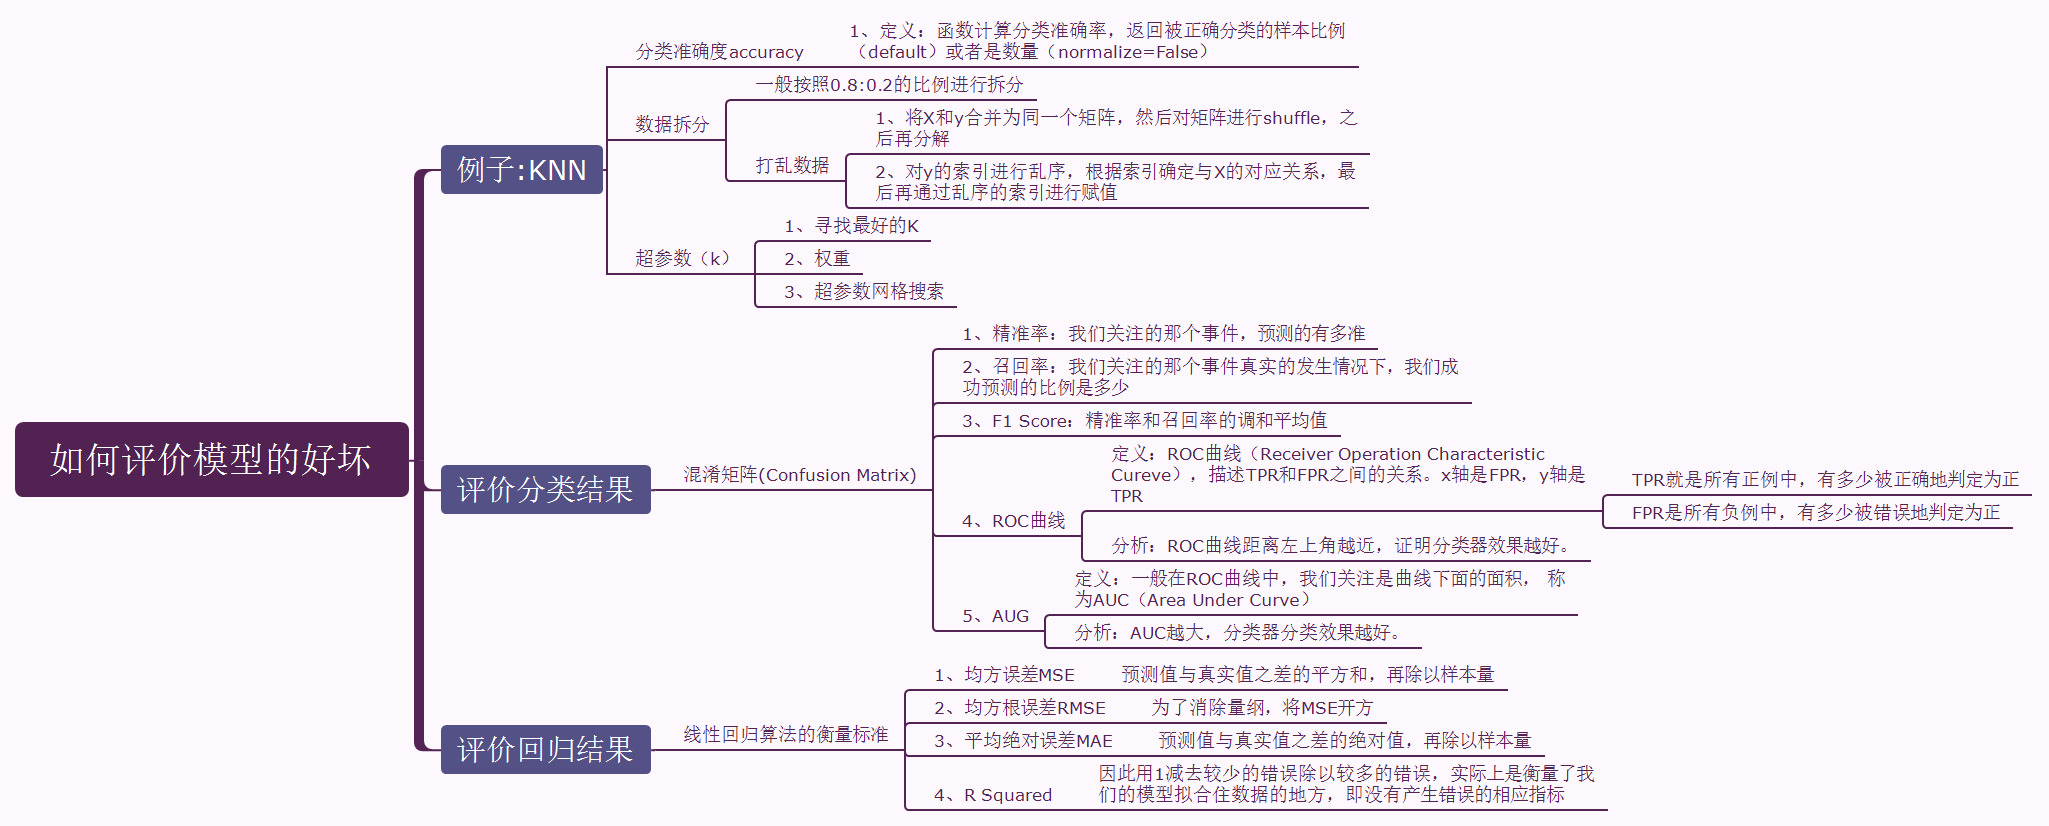 如何评价模型的好坏
例子:KNN
分类准确度accuracy
1、定义：函数计算分类准确率，返回被正确分类的样本比例
（default）或者是数量（normalize=False）
数据拆分
一般按照0.8:0.2的比例进行拆分
打乱数据
1、将X和y合并为同一个矩阵，然后对矩阵进行shuffle，之
后再分解
2、对y的索引进行乱序，根据索引确定与X的对应关系，最
后再通过乱序的索引进行赋值
超参数（k）
1、寻找最好的K
2、权重
3、超参数网格搜索
评价分类结果
混淆矩阵(Confusion Matrix)
1、精准率：我们关注的那个事件，预测的有多准
2、召回率：我们关注的那个事件真实的发生情况下，我们成
功预测的比例是多少
3、F1 Score：精准率和召回率的调和平均值
4、ROC曲线
定义：ROC曲线（Receiver Operation Characteristic
Cureve），描述TPR和FPR之间的关系。x轴是FPR，y轴是
TPR
TPR就是所有正例中，有多少被正确地判定为正
FPR是所有负例中，有多少被错误地判定为正
分析：ROC曲线距离左上角越近，证明分类器效果越好。
5、AUG
定义：一般在ROC曲线中，我们关注是曲线下面的面积， 称
为AUC（Area Under Curve）
分析：AUC越大，分类器分类效果越好。
评价回归结果
线性回归算法的衡量标准
1、均方误差MSE
预测值与真实值之差的平方和，再除以样本量
2、均方根误差RMSE
为了消除量纲，将MSE开方
3、平均绝对误差MAE
预测值与真实值之差的绝对值，再除以样本量
4、R Squared
因此用1减去较少的错误除以较多的错误，实际上是衡量了我
们的模型拟合住数据的地方，即没有产生错误的相应指标